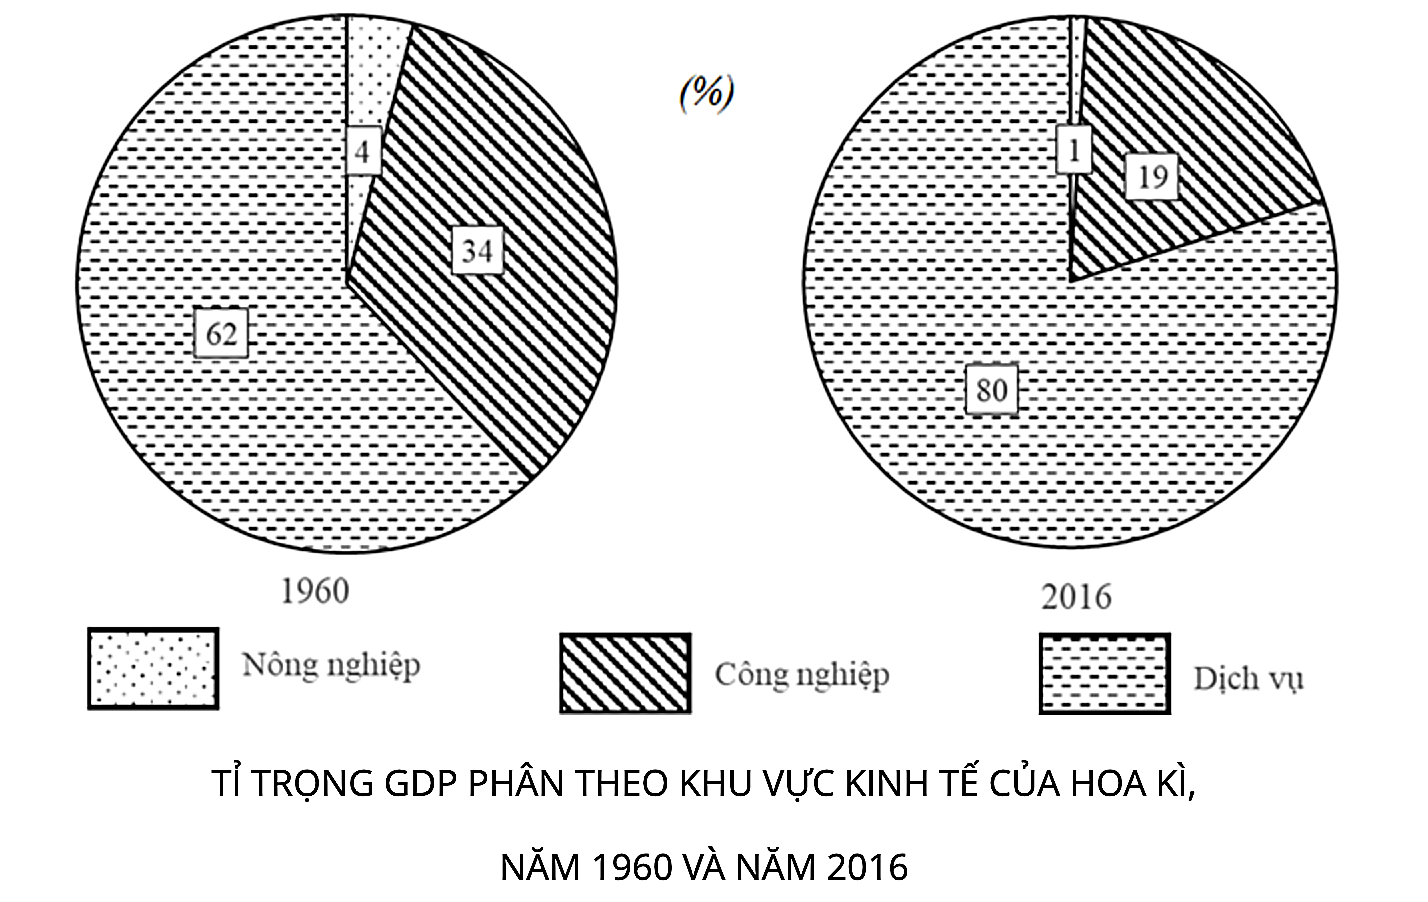 (%)
4
34
62
1
19
80
1960
2016
Nông nghiệp
Công nghiệp
Dịch vụ
TỈ TRỌNG GDP PHÂN THEO KHU VỰC KINH TẾ CỦA HOA KÌ,
NĂM 1960 VÀ NĂM 2016